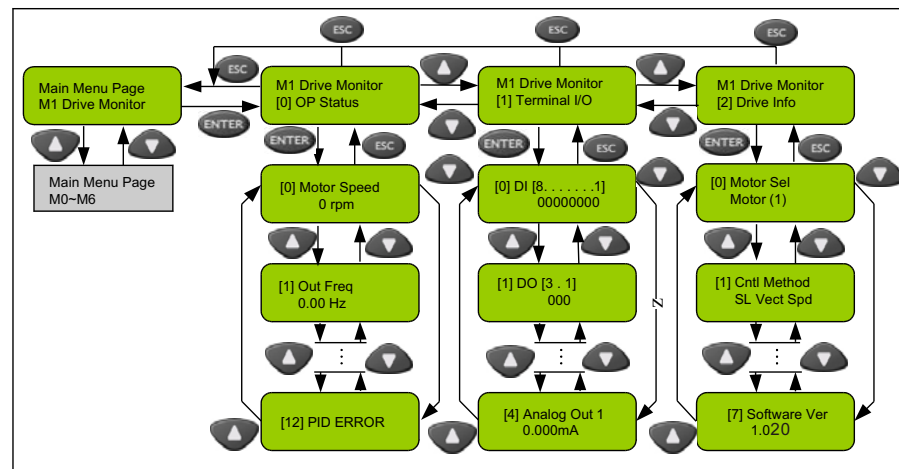 ESC
ESC
ESC
ESC
Main Menu Page
M1 Drive Monitor
M1 Drive Monitor
[0] OP Status
M1 Drive Monitor
[1] Terminal I/O
M1 Drive Monitor
[2] Drive Info
ENTER
ENTER
ESC
ENTER
ESC
ENTER
ESC
Main Menu Page
M0~M6
[0] Motor Speed
0 rpm
[0] DI [8. . . . . . .1]
00000000
[0] Motor Sel
Motor (1)
[1] Out Freq
0.00 Hz
[1] DO [3 . 1]
000
[1] Cntl Method
SL Vect Spd
Z
[12] PID ERROR
[4] Analog Out 1
0.000mA
[7] Software Ver
1.020